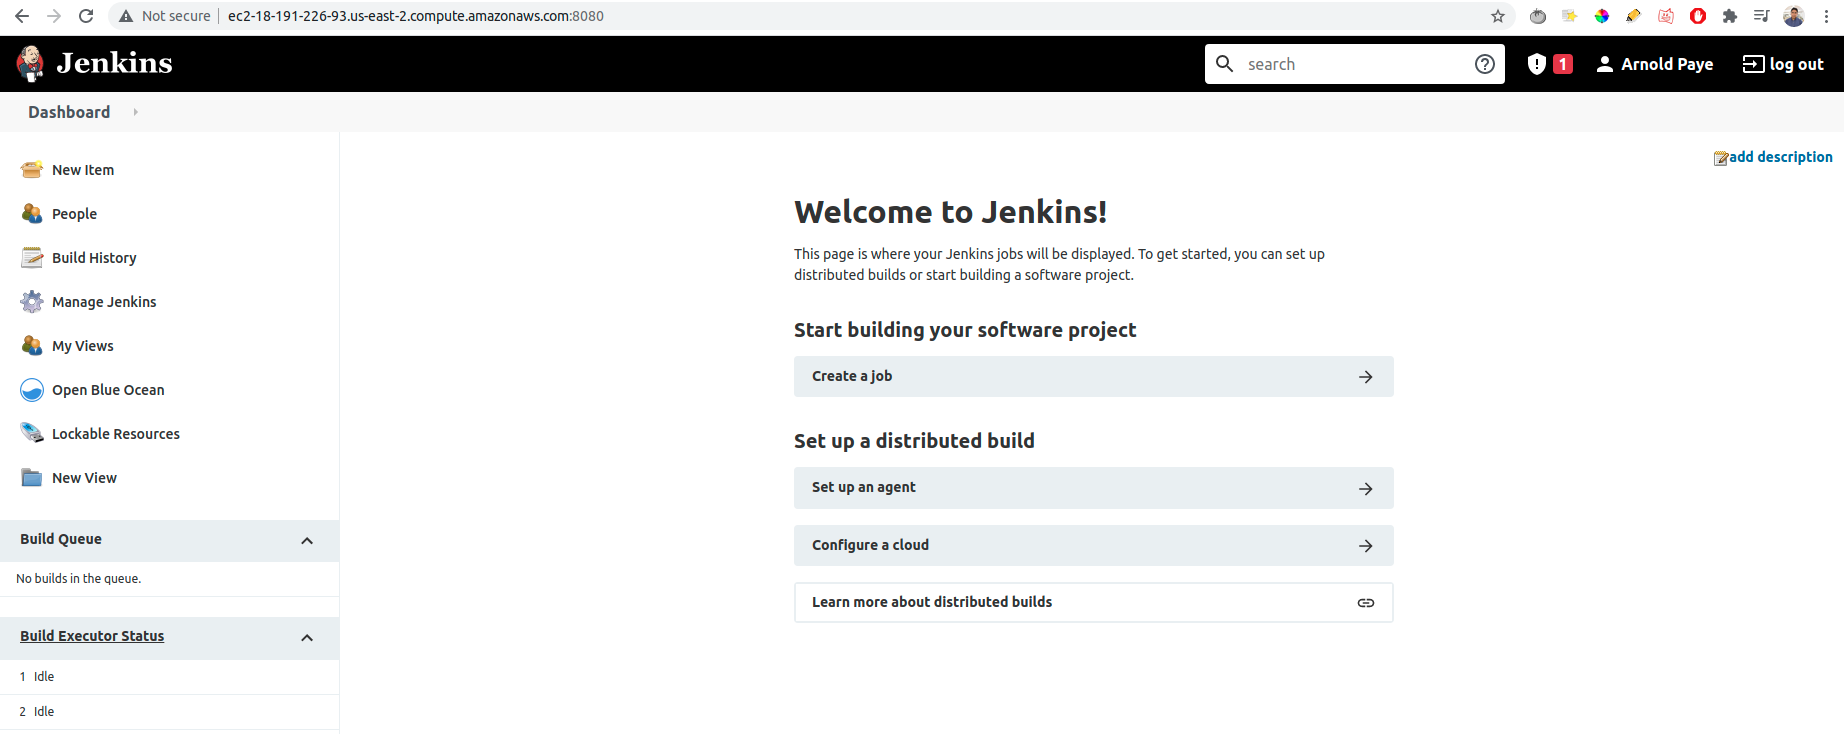 Not secure | ec2-18-191-226-93.us-east-2.compute.amazonaws.com:8080
Jenkins
search
1
Arnold Paye
log out
Dashboard
add description
New Item
People
Build History
Manage Jenkins
My Views
Open Blue Ocean
Lockable Resources
New View
Build Queue
No builds in the queue.
Build Executor Status
1 Idle
2 Idle
Welcome to Jenkins!
This page is where your Jenkins jobs will be displayed. To get started, you can set up
distributed builds or start building a software project.
Start building your software project
Create a job
Set up a distributed build
Set up an agent
Configure a cloud
Learn more about distributed builds